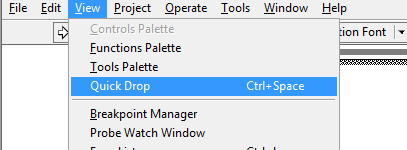 File Edit View Project Operate Tools Window Help
Controls Palette
Functions Palette
Tools Palette
Quick Drop Ctrl+Space
Breakpoint Manager
Probe Watch Window
Font